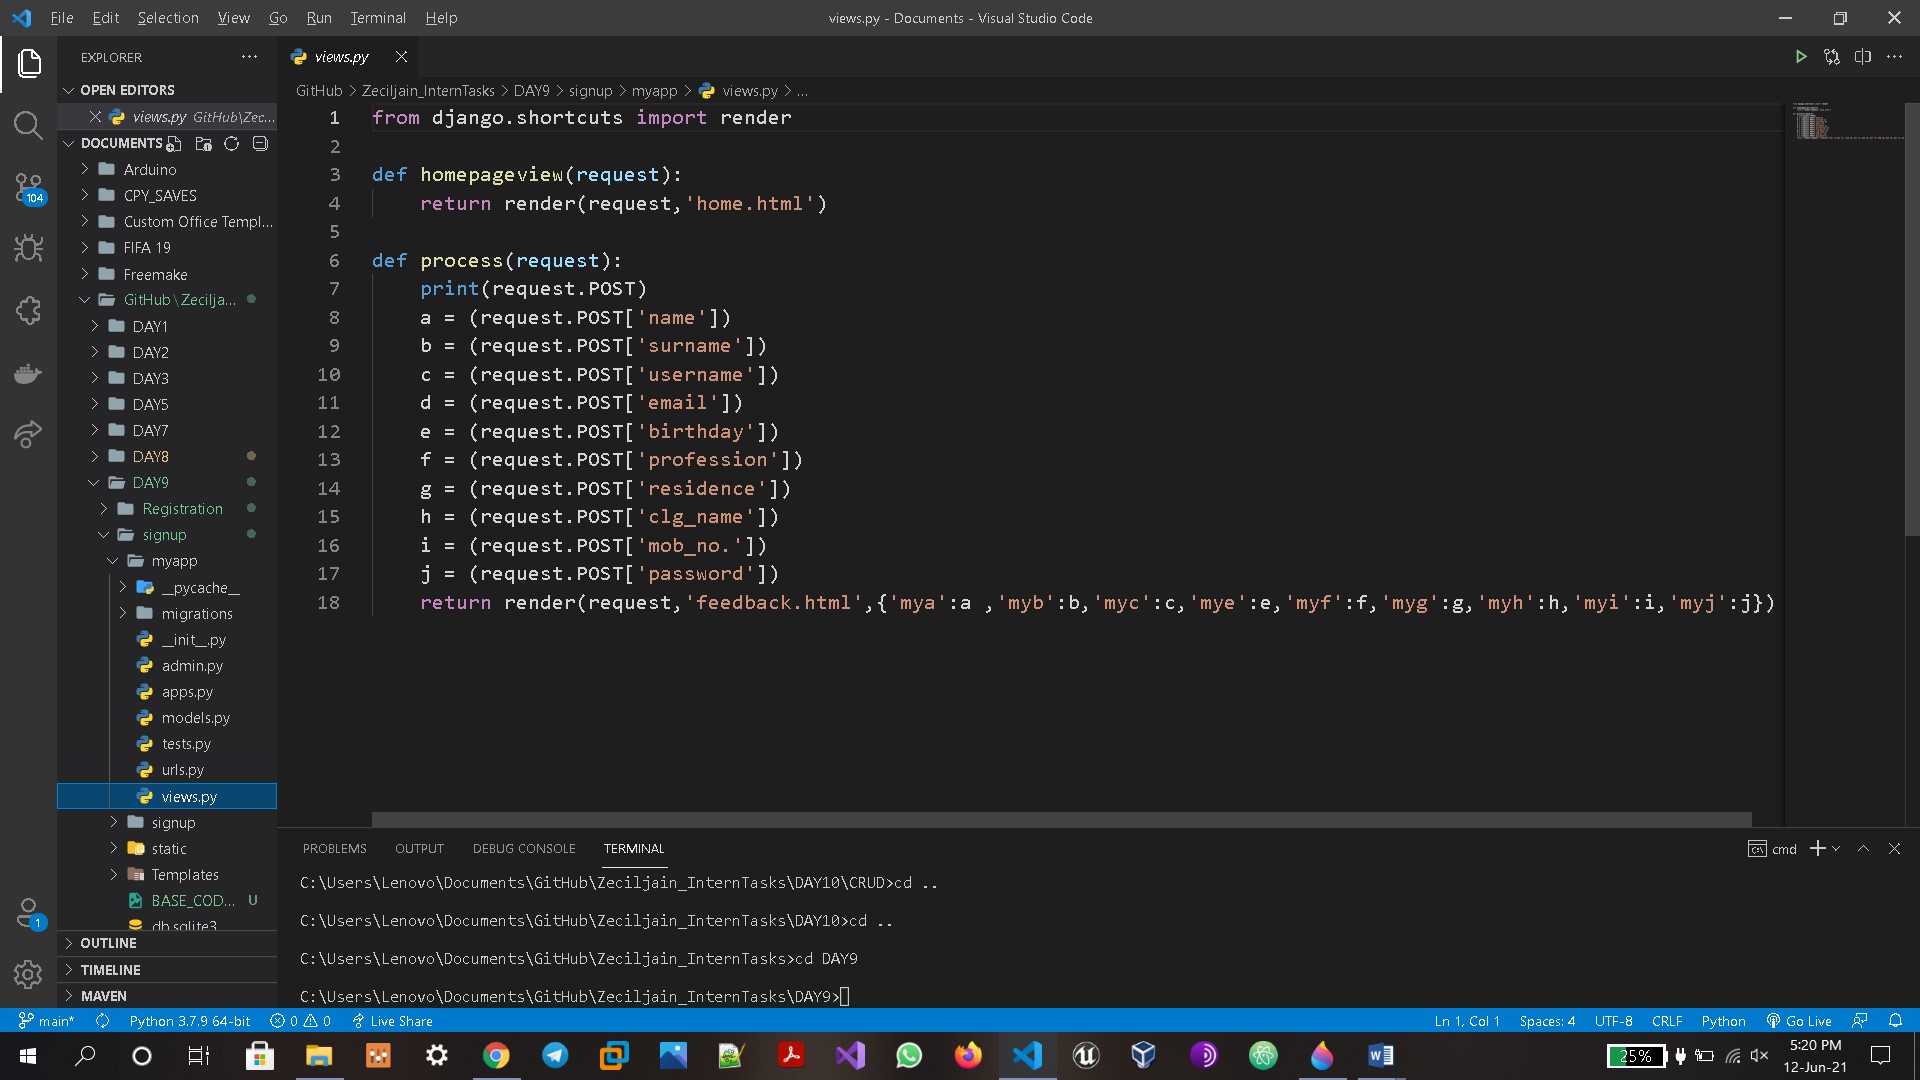 File Edit Selection View Go Run Terminal Help
views.py - Documents - Visual Studio Code
EXPLORER
OPEN EDITORS
views.py GitHub\Zec...
DOCUMENTS
Arduino
CPY_SAVES
Custom Office Templ...
FIFA 19
Freemake
GitHub \ Zecilja...
DAY1
DAY2
DAY3
DAY5
DAY7
DAY8
DAY9
Registration
signup
myapp
__pycache__
migrations
__init__.py
admin.py
apps.py
models.py
tests.py
urls.py
views.py
signup
static
Templates
BASE_COD... U
db.sqlite3
OUTLINE
TIMELINE
MAVEN
104
1
views.py
GitHub > Zeciljain_InternTasks > DAY9 > signup > myapp > views.py > ...
1 from django.shortcuts import render
2
3 def homepageview(request):
4 return render(request,'home.html')
5
6 def process(request):
7 print(request.POST)
8 a = (request.POST['name'])
9 b = (request.POST['surname'])
10 c = (request.POST['username'])
11 d = (request.POST['email'])
12 e = (request.POST['birthday'])
13 f = (request.POST['profession'])
14 g = (request.POST['residence'])
15 h = (request.POST['clg_name'])
16 i = (request.POST['mob_no.'])
17 j = (request.POST['password'])
18 return render(request,'feedback.html',{'mya':a ,'myb':b,'myc':c,'mye':e,'myf':f,'myg':g,'myh':h,'myi':i,'myj':j})
PROBLEMS OUTPUT DEBUG CONSOLE TERMINAL
cmd
C:\Users\Lenovo\Documents\GitHub\Zeciljain_InternTasks\DAY10\CRUD>cd ..
C:\Users\Lenovo\Documents\GitHub\Zeciljain_InternTasks\DAY10>cd ..
C:\Users\Lenovo\Documents\GitHub\Zeciljain_InternTasks>cd DAY9
C:\Users\Lenovo\Documents\GitHub\Zeciljain_InternTasks\DAY9>
main* Python 3.7.9 64-bit 0 0 Live Share
Ln 1, Col 1 Spaces: 4 UTF-8 CRLF Python Go Live
25%
5:20 PM
12-Jun-21